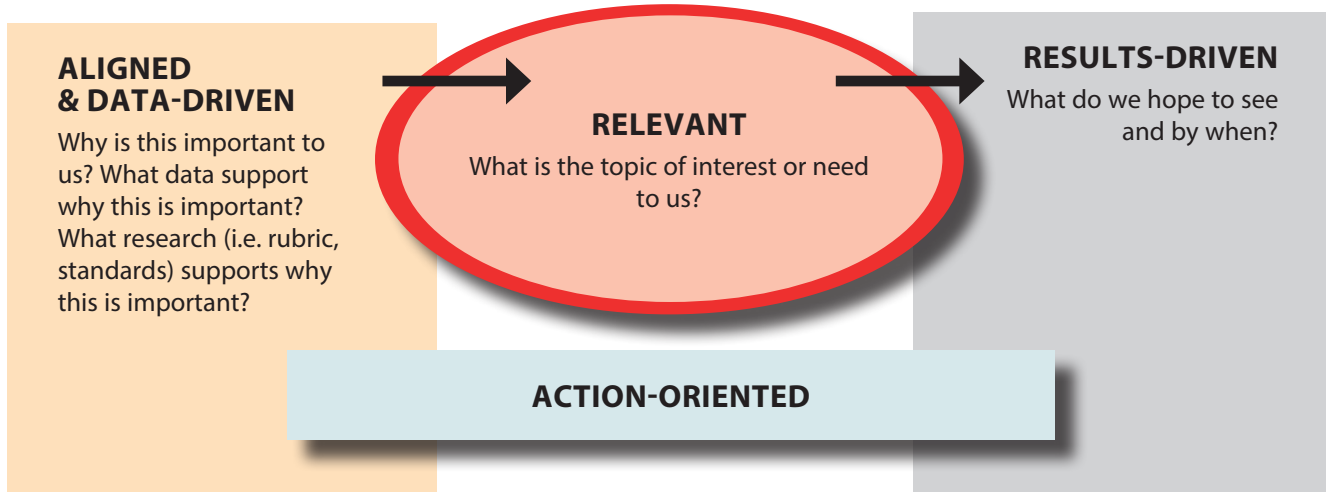 ALIGNED
& DATA-DRIVEN
Why is this important to
us? What data support
why this is important?
What research (i.e. rubric,
standards) supports why
this is important?
RELEVANT
What is the topic of interest or need
to us?
RESULTS-DRIVEN
What do we hope to see
and by when?
ACTION-ORIENTED